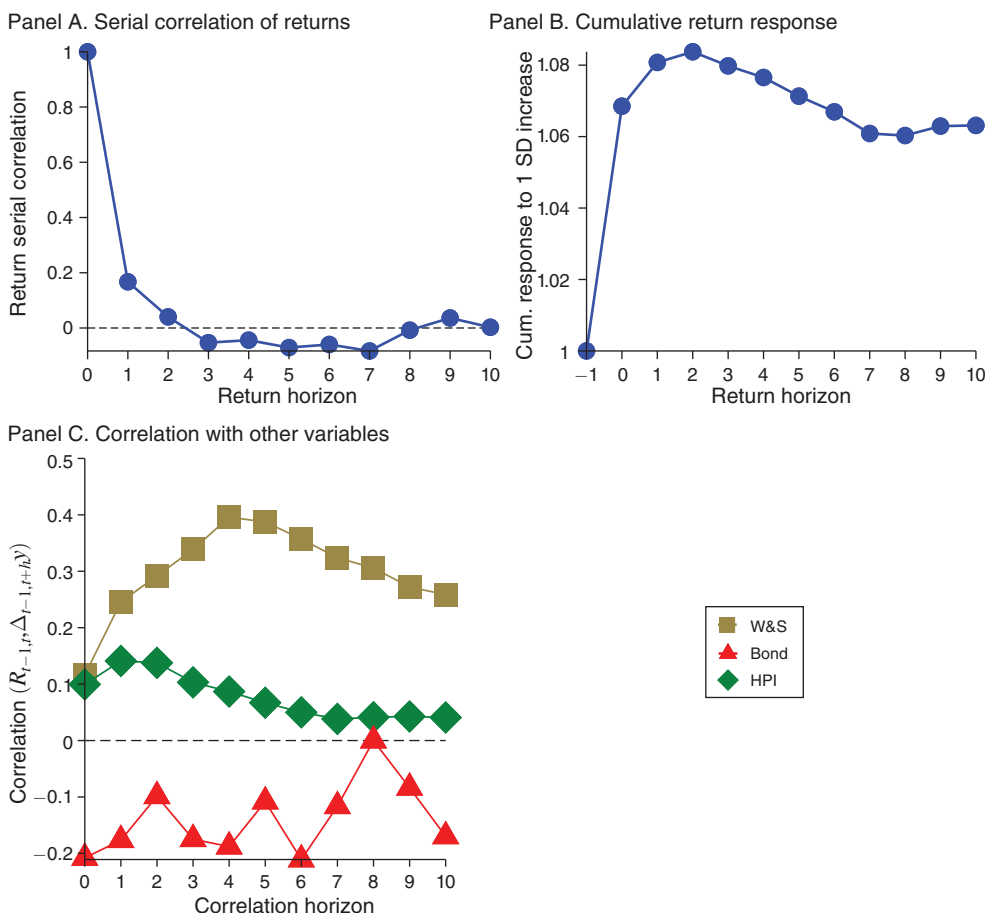 Panel A. Serial correlation of returns
Return serial correlation
1
0.8
0.6
0.4
0.2
0
0 1 2 3 4 5 6 7 8 9 10
Return horizon
Panel B. Cumulative return response
Cum. response to 1 SD increase
1.08
1.06
1.04
1.02
1
−1 0 1 2 3 4 5 6 7 8 9 10
Return horizon
Panel C. Correlation with other variables
Correlation (R_{t−1,t}, Δ_{t−1,t+h}y)
0.5
0.4
0.3
0.2
0.1
0
−0.1
−0.2
0 1 2 3 4 5 6 7 8 9 10
Correlation horizon
W&S
Bond
HPI